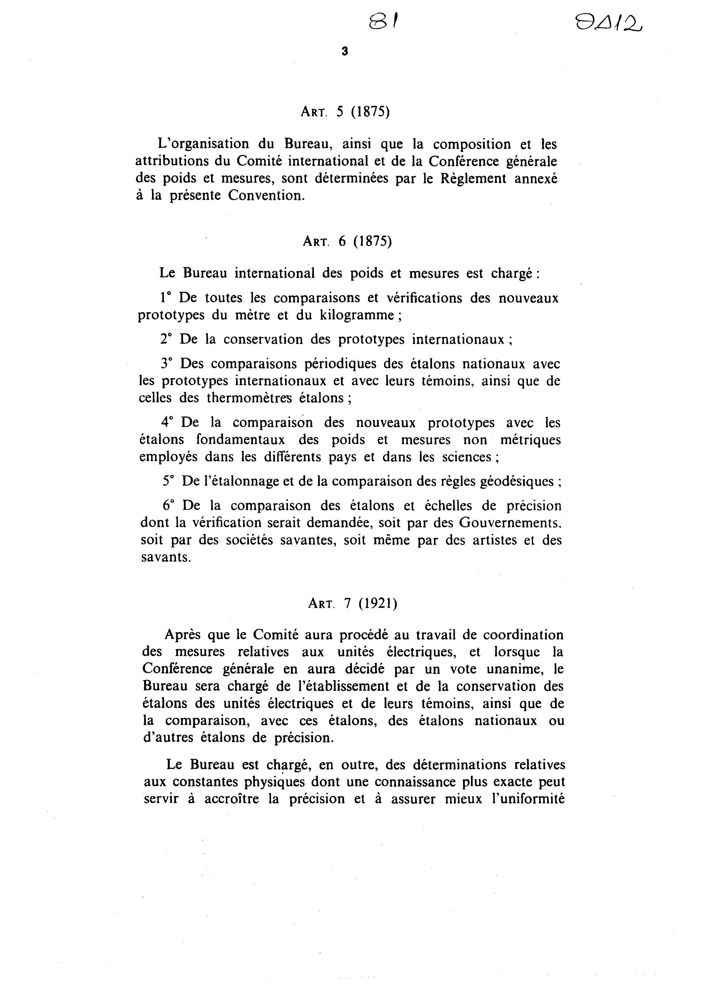 81
3
ART. 5 (1875)
L'organisation du Bureau, ainsi que la composition et les
attributions du Comité international et de la Conférence générale
des poids et mesures, sont déterminées par le Règlement annexé
à la présente Convention.
ART. 6 (1875)
Le Bureau international des poids et mesures est chargé :
1° De toutes les comparaisons et vérifications des nouveaux
prototypes du mètre et du kilogramme ;
2° De la conservation des prototypes internationaux ;
3° Des comparaisons périodiques des étalons nationaux avec
les prototypes internationaux et avec leurs témoins, ainsi que de
celles des thermomètres étalons ;
4° De la comparaison des nouveaux prototypes avec les
étalons fondamentaux des poids et mesures non métriques
employés dans les différents pays et dans les sciences ;
5° De l'étalonnage et de la comparaison des règles géodésiques ;
6° De la comparaison des étalons et échelles de précision
dont la vérification serait demandée, soit par des Gouvernements,
soit par des sociétés savantes, soit même par des artistes et des
savants.
ART. 7 (1921)
Après que le Comité aura procédé au travail de coordination
des mesures relatives aux unités électriques, et lorsque la
Conférence générale en aura décidé par un vote unanime, le
Bureau sera chargé de l'établissement et de la conservation des
étalons des unités électriques et de leurs témoins, ainsi que de
la comparaison, avec ces étalons, des étalons nationaux ou
d'autres étalons de précision.
Le Bureau est chargé, en outre, des déterminations relatives
aux constantes physiques dont une connaissance plus exacte peut
servir à accroître la précision et à assurer mieux l'uniformité